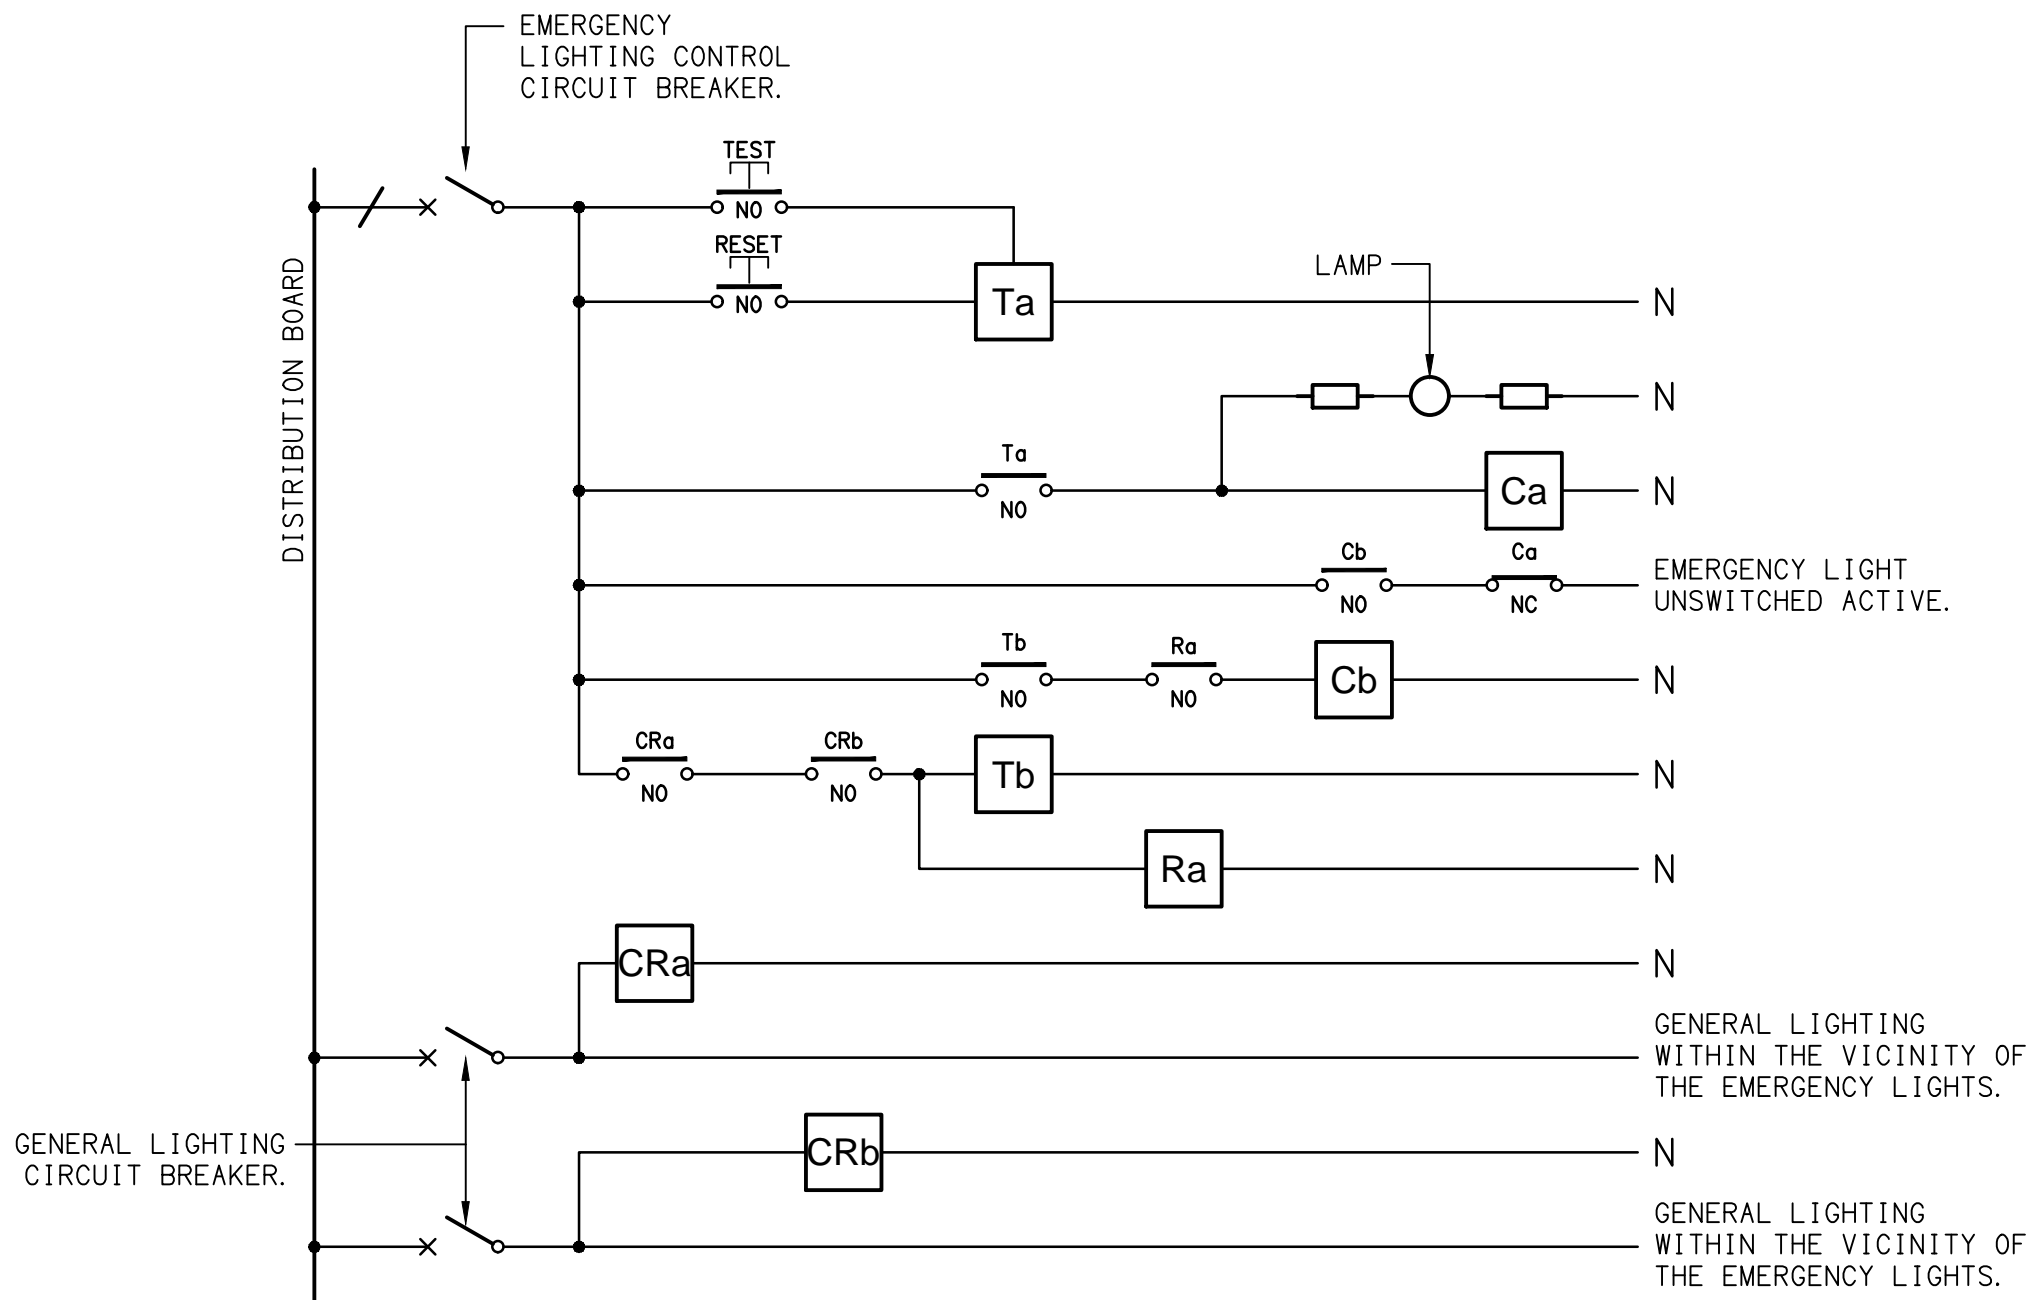 EMERGENCY
LIGHTING CONTROL
CIRCUIT BREAKER.
TEST
NO
RESET
NO
DISTRIBUTION BOARD
Ta
N
LAMP
N
Ta
NO
Ca
N
Cb
NO
Ca
NC
EMERGENCY LIGHT
UNSWITCHED ACTIVE.
Tb
NO
Ra
NO
Cb
N
CRa
NO
CRb
NO
Tb
N
Ra
N
CRa
N
GENERAL LIGHTING
WITHIN THE VICINITY OF
THE EMERGENCY LIGHTS.
GENERAL LIGHTING
CIRCUIT BREAKER.
CRb
N
GENERAL LIGHTING
WITHIN THE VICINITY OF
THE EMERGENCY LIGHTS.